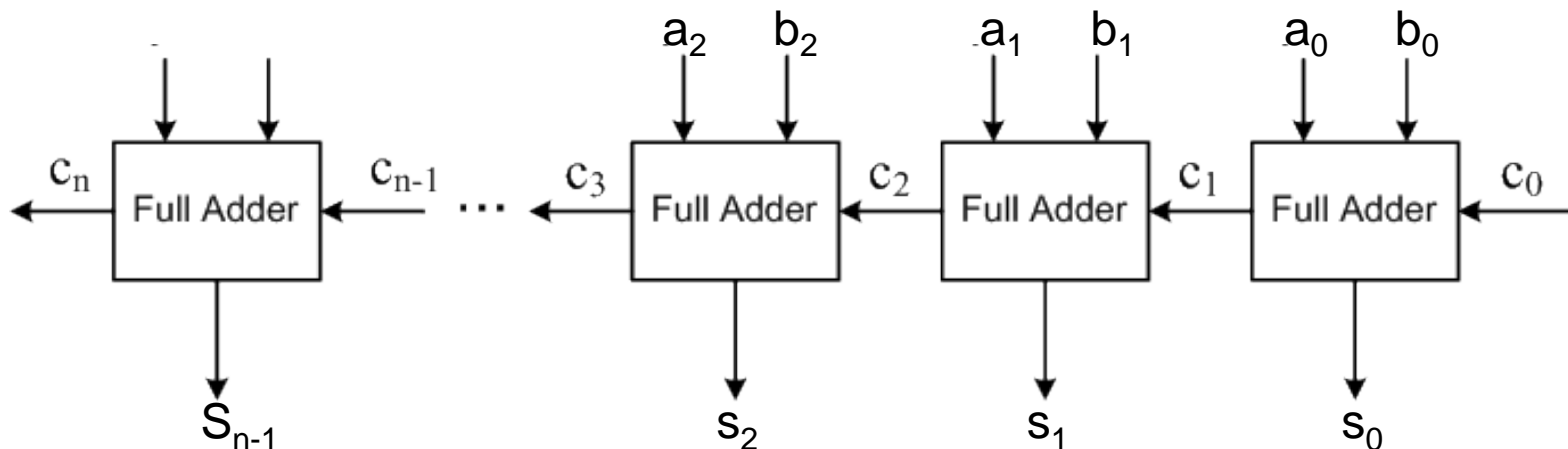 a₂ b₂ a₁ b₁ a₀ b₀
cₙ Full Adder cₙ₋₁ ... c₃ Full Adder c₂ Full Adder c₁ Full Adder c₀
Sₙ₋₁ s₂ s₁ s₀